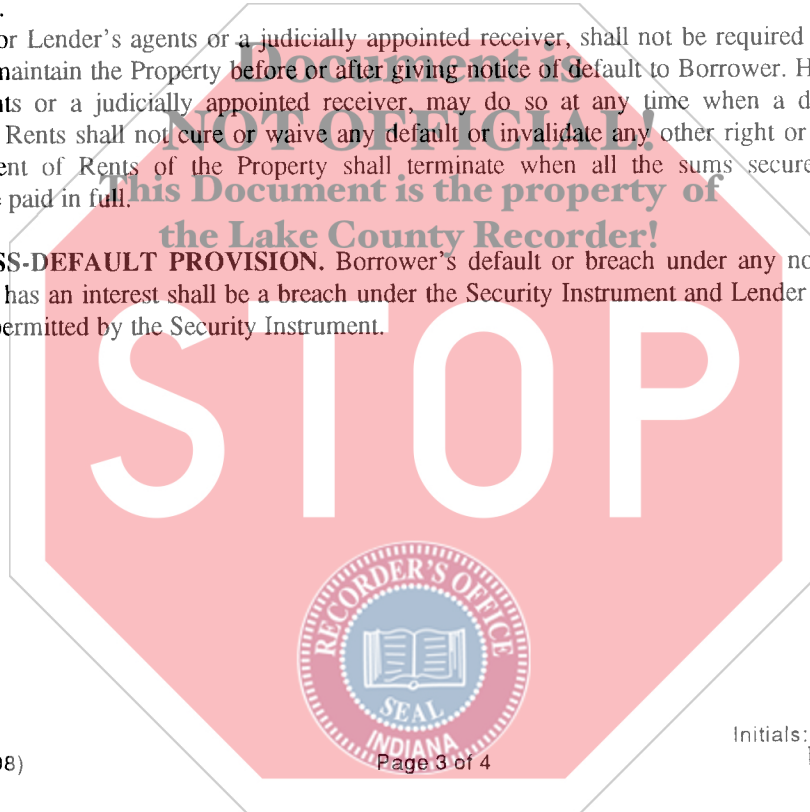 or Lender's agents or a judicially appointed receiver, shall not be required
maintain the Property before or after giving notice of default to Borrower. H
nts or a judicially appointed receiver, may do so at any time when a d
Rents shall not cure or waive any default or invalidate any other right or
ent of Rents of the Property shall terminate when all the sums secure
e paid in full.
Document is
NOT OFFICIAL!
This Document is the property of
the Lake County Recorder!
SS-DEFAULT PROVISION. Borrower's default or breach under any no
has an interest shall be a breach under the Security Instrument and Lender
permitted by the Security Instrument.
STOP
RECORDER'S OFFICE
SEAL
INDIANA
Initials:
08)
Page 3 of 4